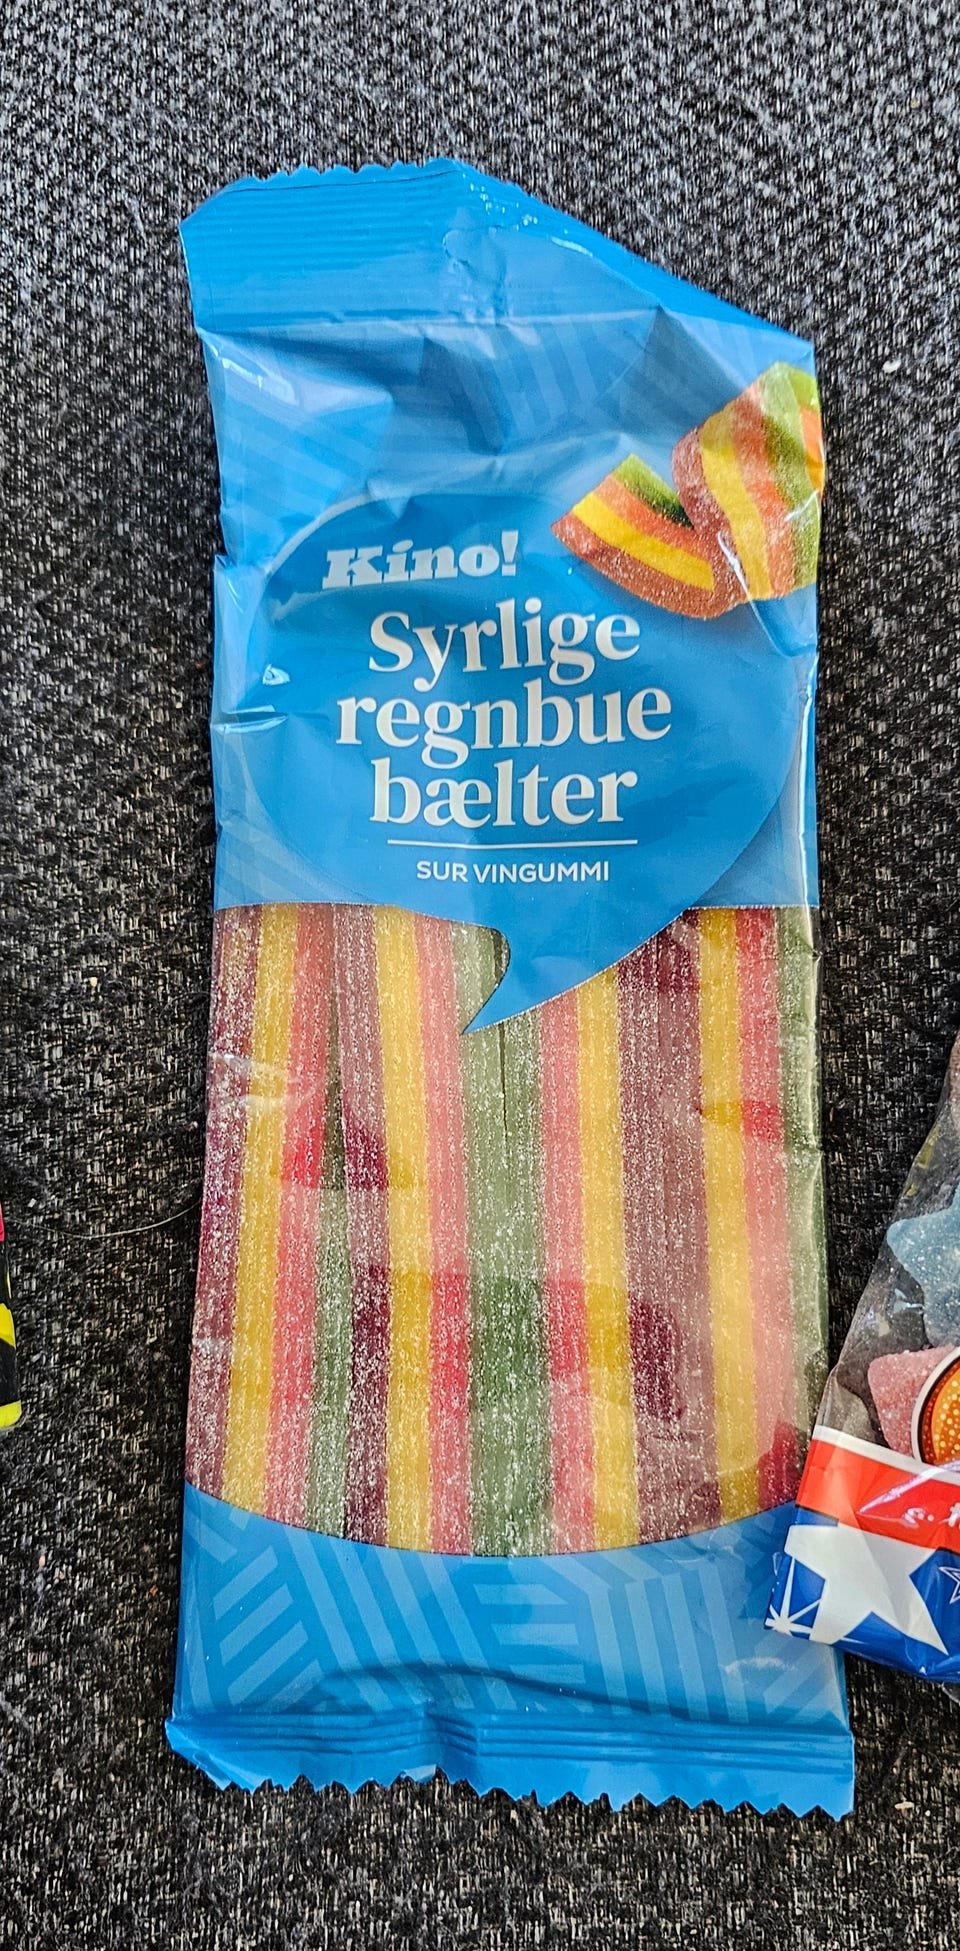 Kino!
Syrlige
regnbue
bælter
SUR VINGUMMI